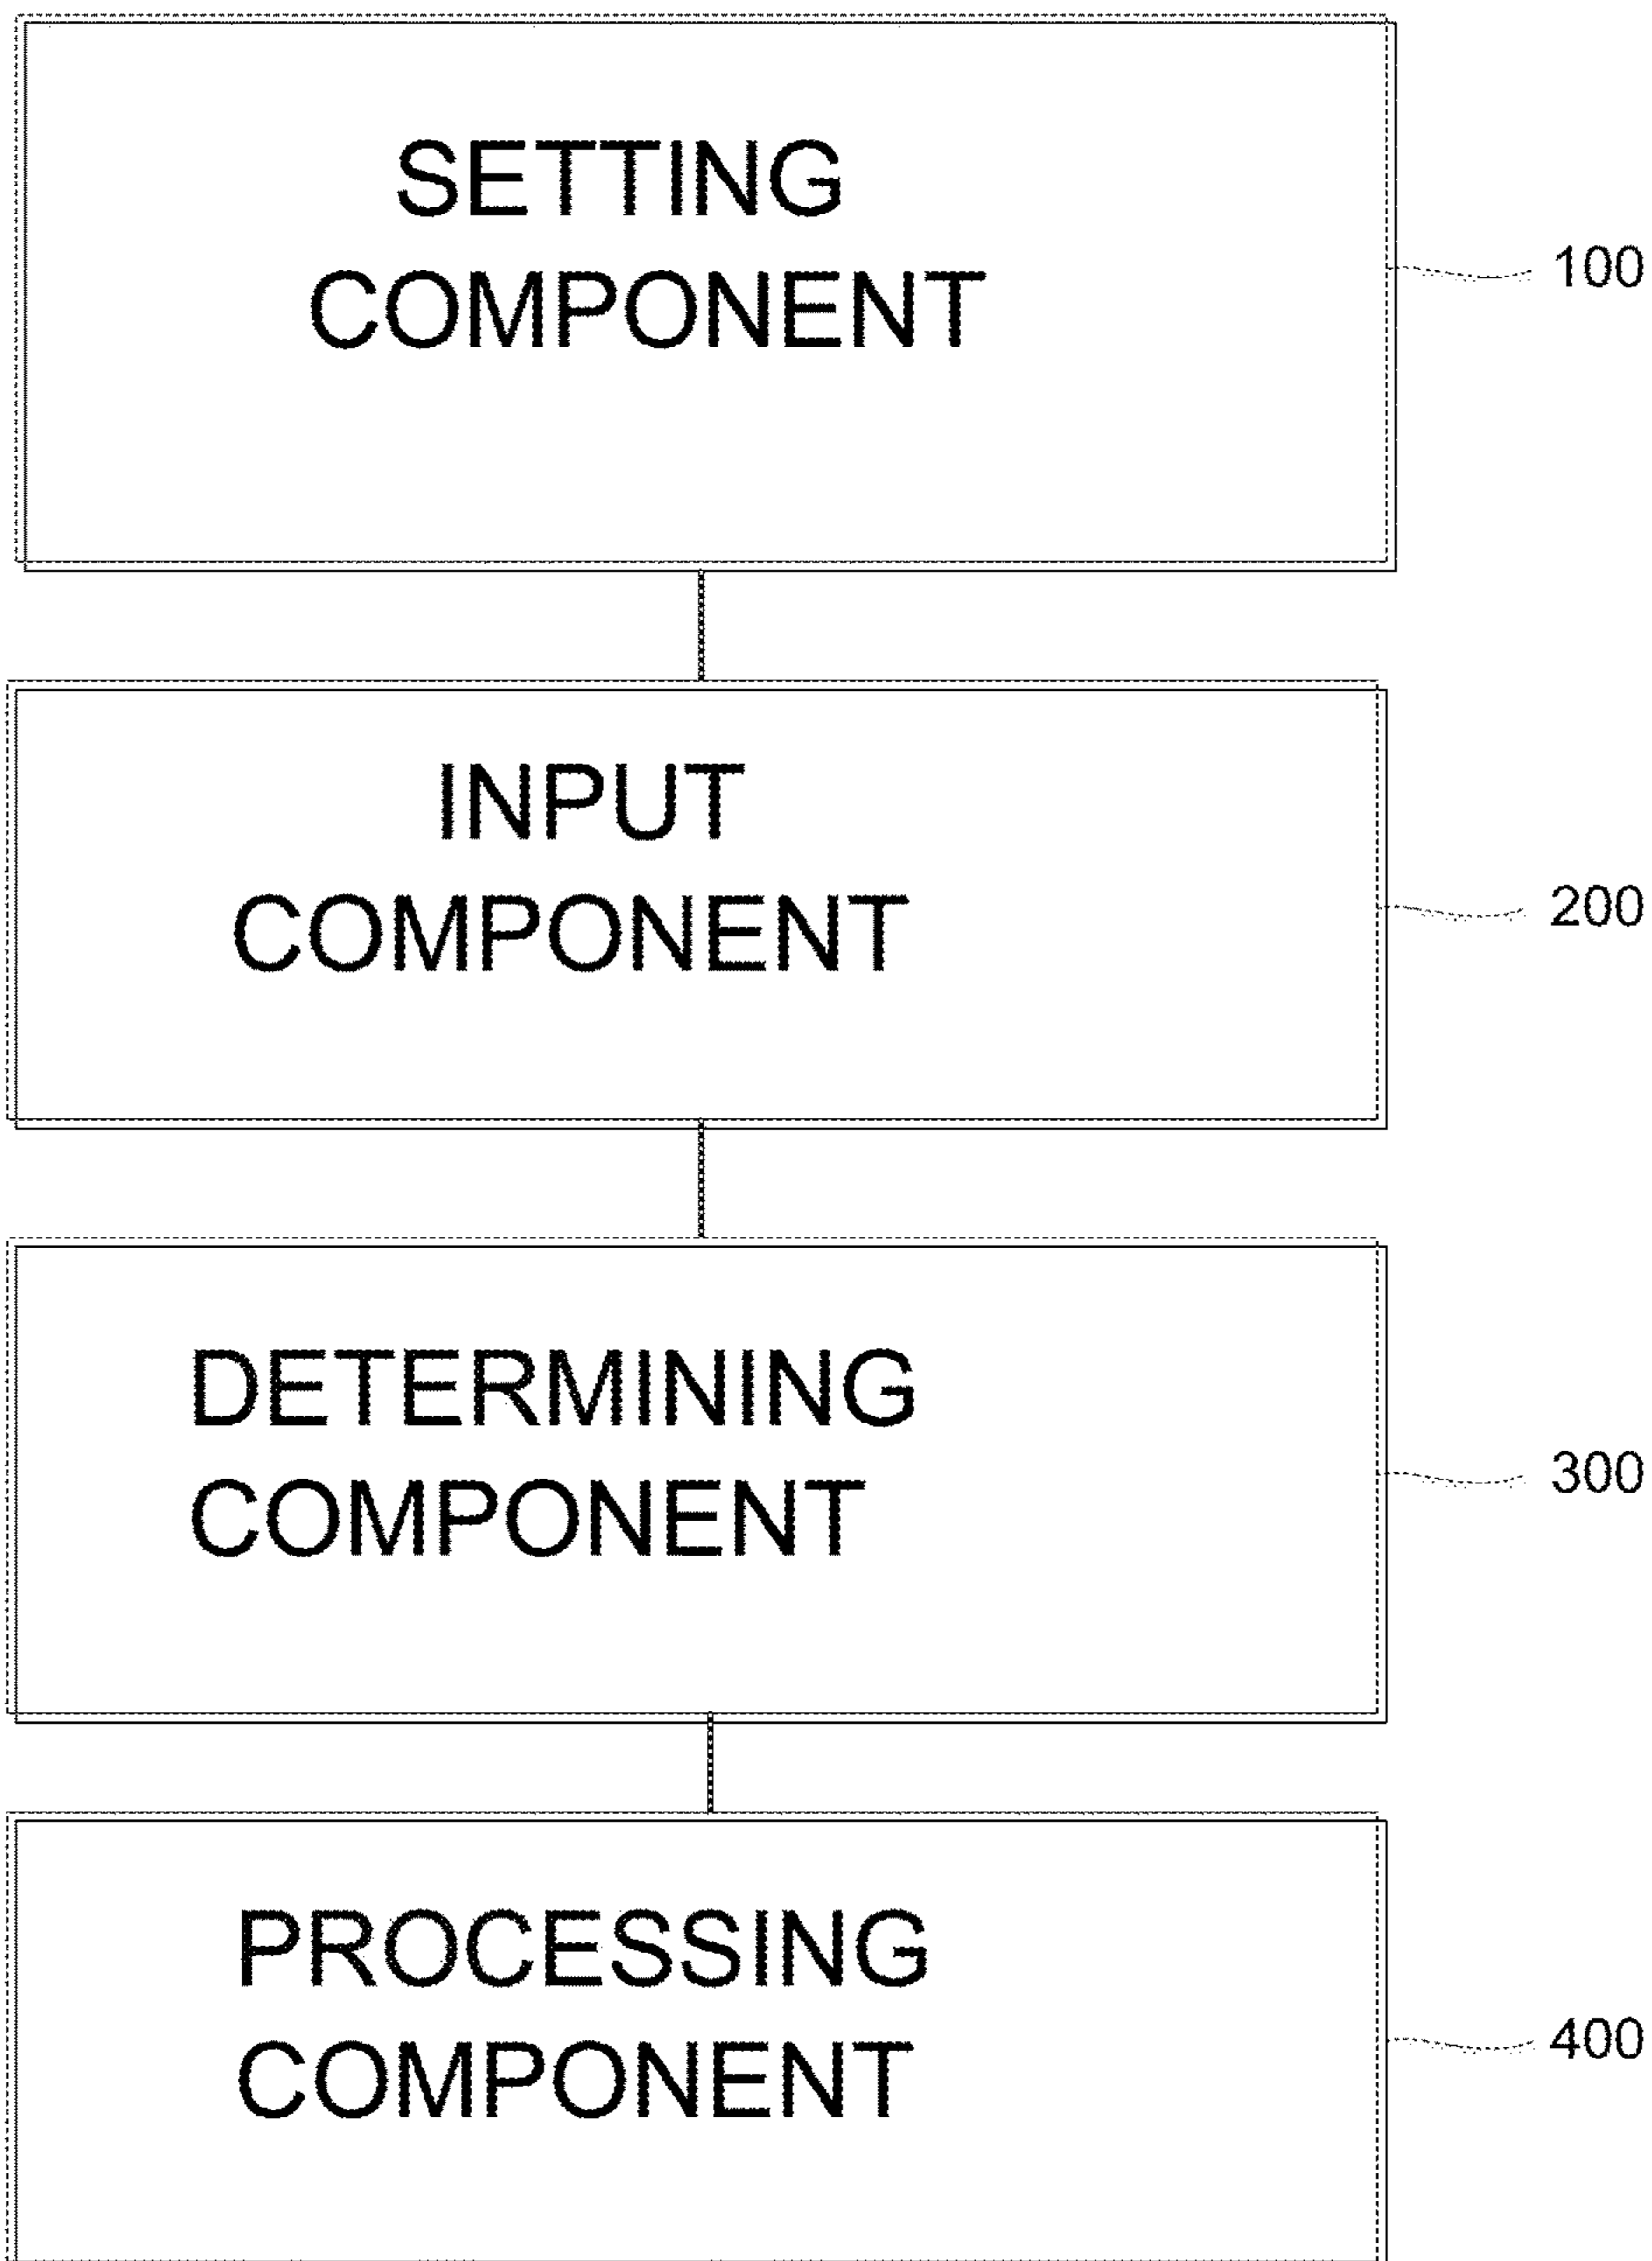 SETTING
COMPONENT
100
INPUT
COMPONENT
200
DETERMINING
COMPONENT
300
PROCESSING
COMPONENT
400